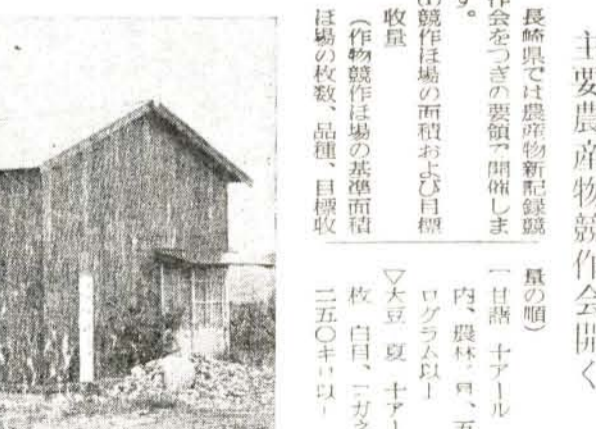 主要農産物競作会開く
長崎県では農産物新記録競
作会をつぎの要領で開催しま
す。
競作ほ場の面積および目標
収量
(作物競作ほ場の基準面積
ほ場の枚数、品種、目標収
量の順)
甘藷 十アール
内、農林
ログラム以上
▽大豆 夏 十アー
枚 白目、
二五〇キロ以上